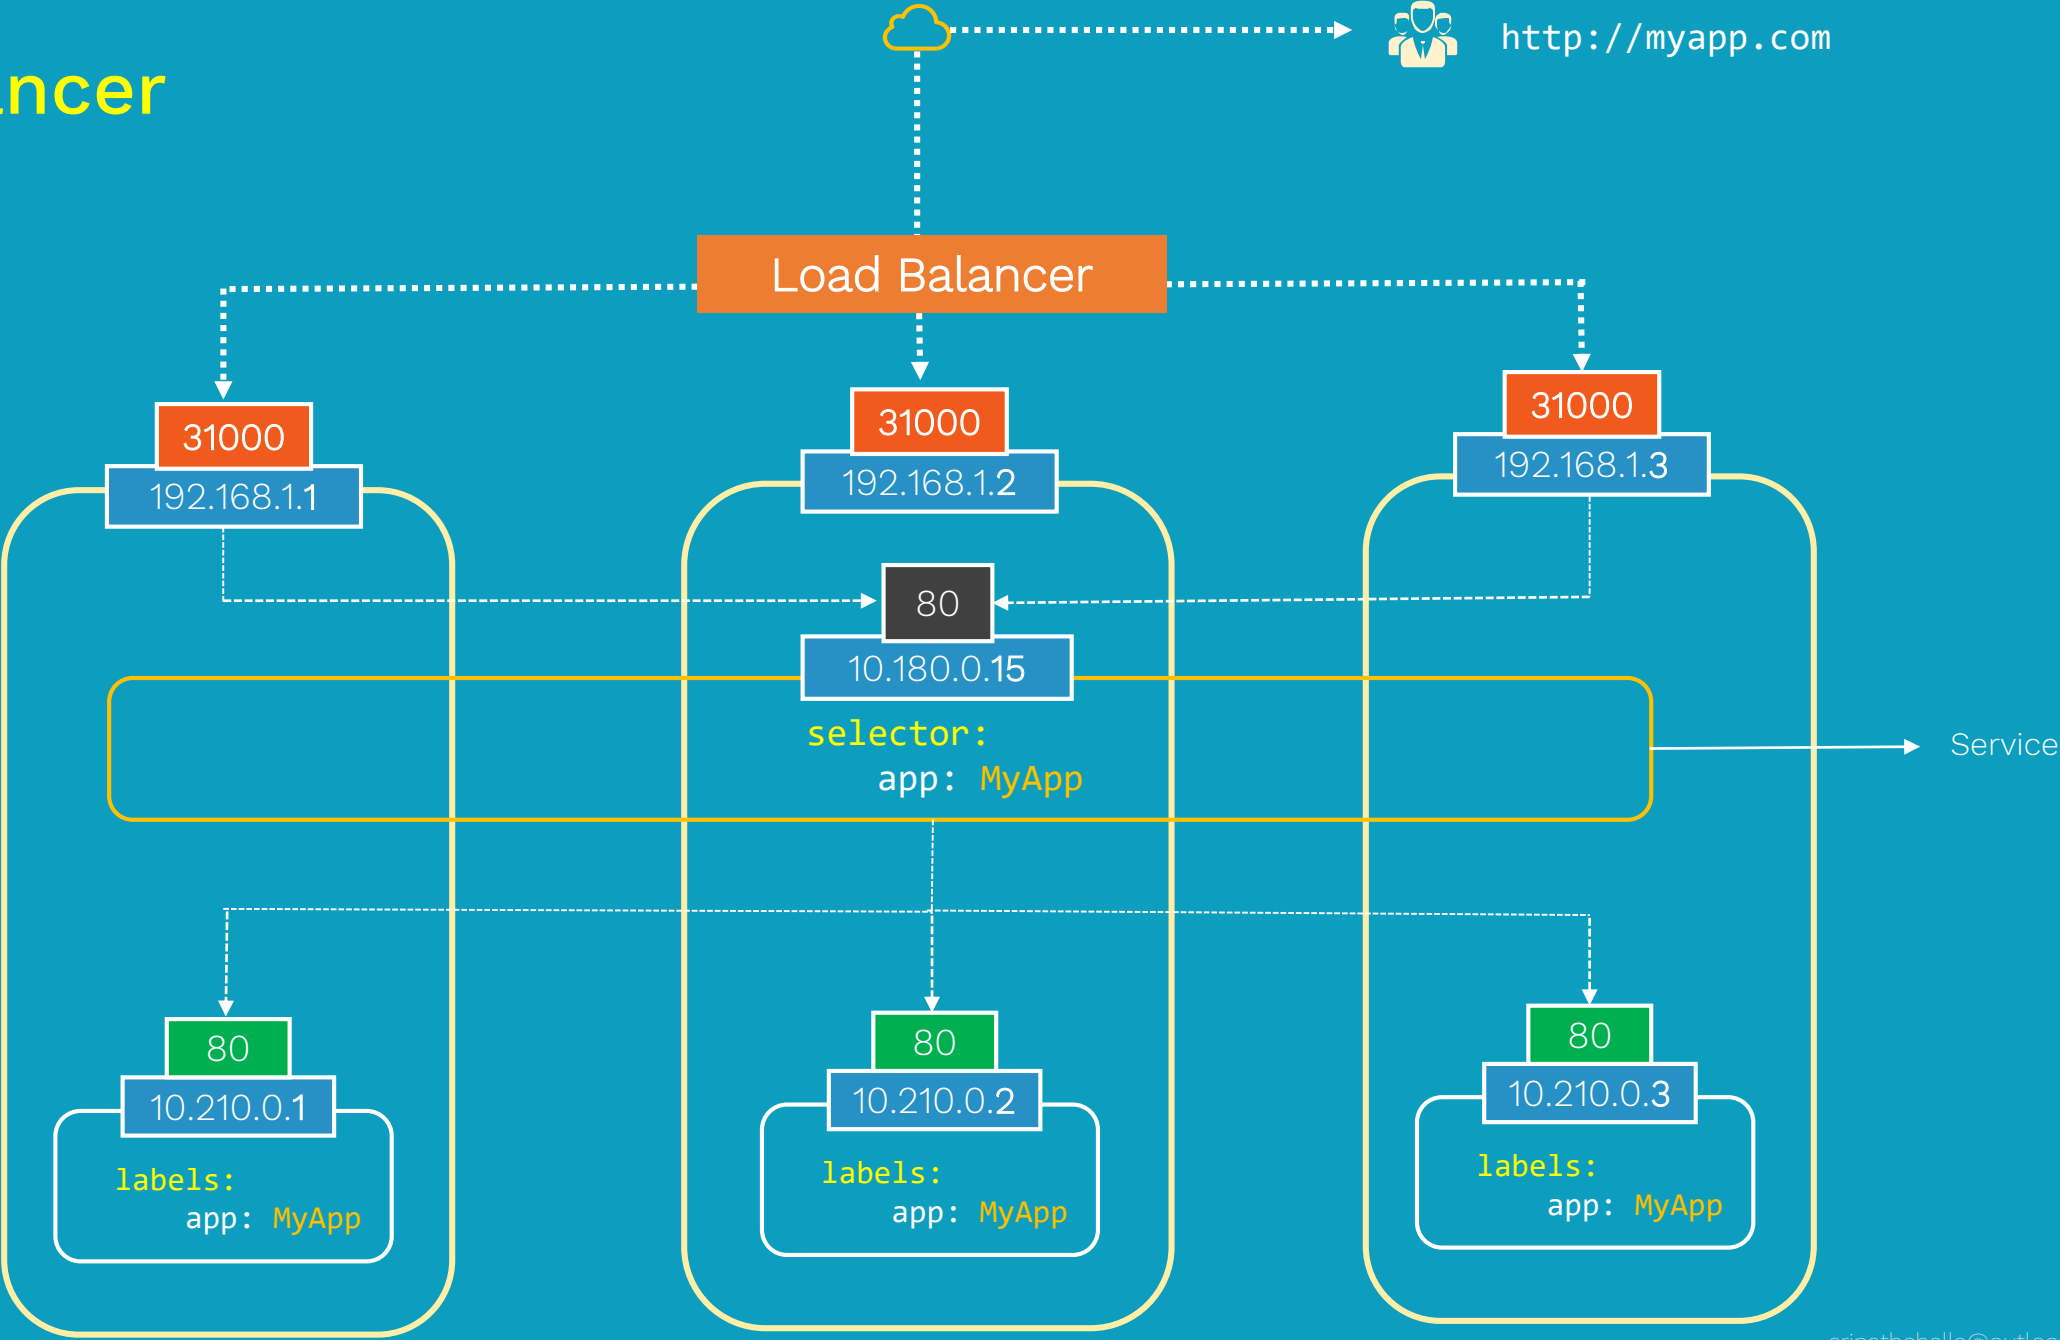 http://myapp.com
Load Balancer
31000
31000
31000
192.168.1.1
192.168.1.2
192.168.1.3
80
10.180.0.15
selector:
app: MyApp
Service
80
80
80
10.210.0.1
10.210.0.2
10.210.0.3
labels:
app: MyApp
labels:
app: MyApp
labels:
app: MyApp